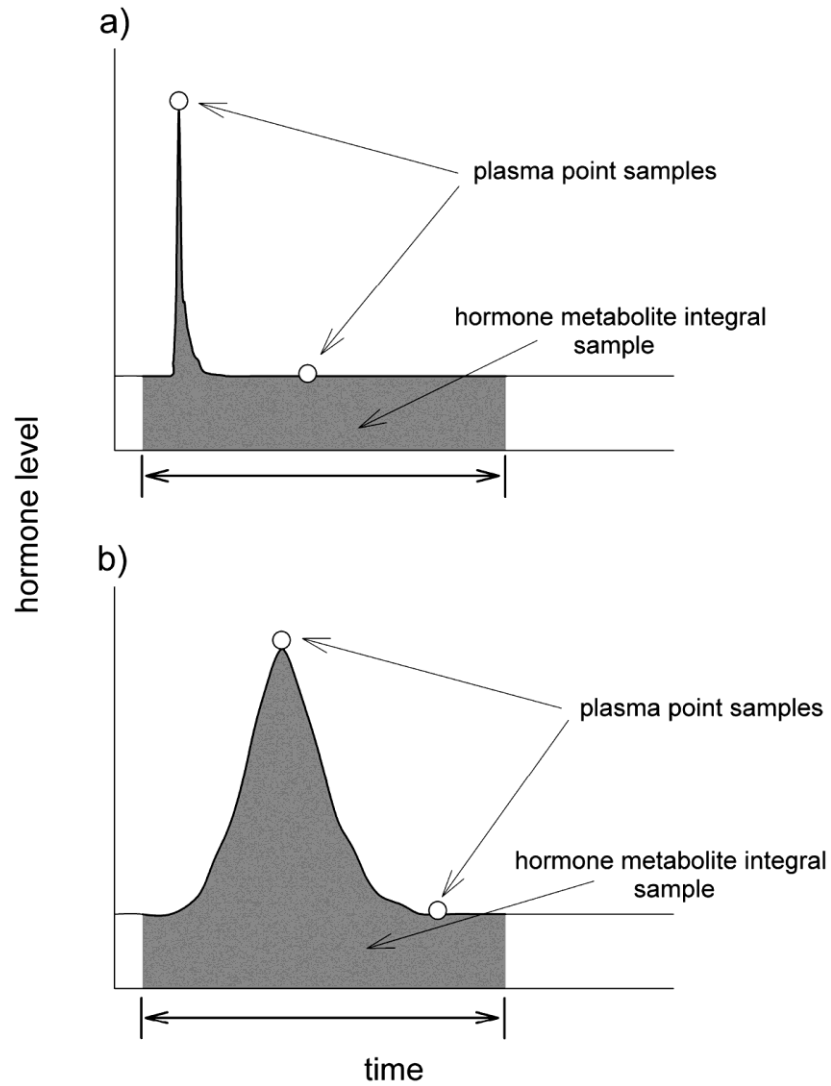 a)
plasma point samples
hormone metabolite integral
sample
hormone level
b)
plasma point samples
hormone metabolite integral
sample
time